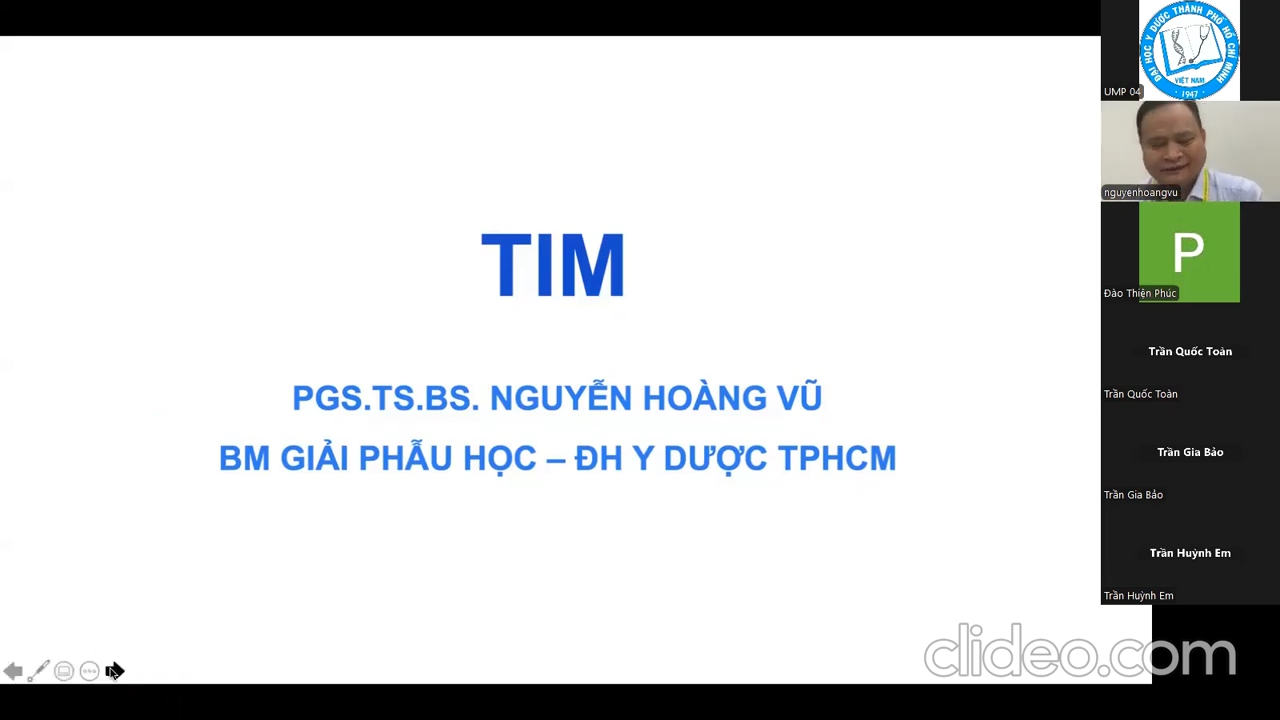 TIM
PGS.TS.BS. NGUYỄN HOÀNG VŨ
BM GIẢI PHẪU HỌC – ĐH Y DƯỢC TPHCM
ĐẠI HỌC Y DƯỢC THÀNH PHỐ HỒ CHÍ MINH
VIỆT NAM
1947
UMP 04
nguyenhoangvu
P
Đào Thiện Phúc
Trần Quốc Toàn
Trần Quốc Toàn
Trần Gia Bảo
Trần Gia Bảo
Trần Huỳnh Em
Trần Huỳnh Em
clideo.com